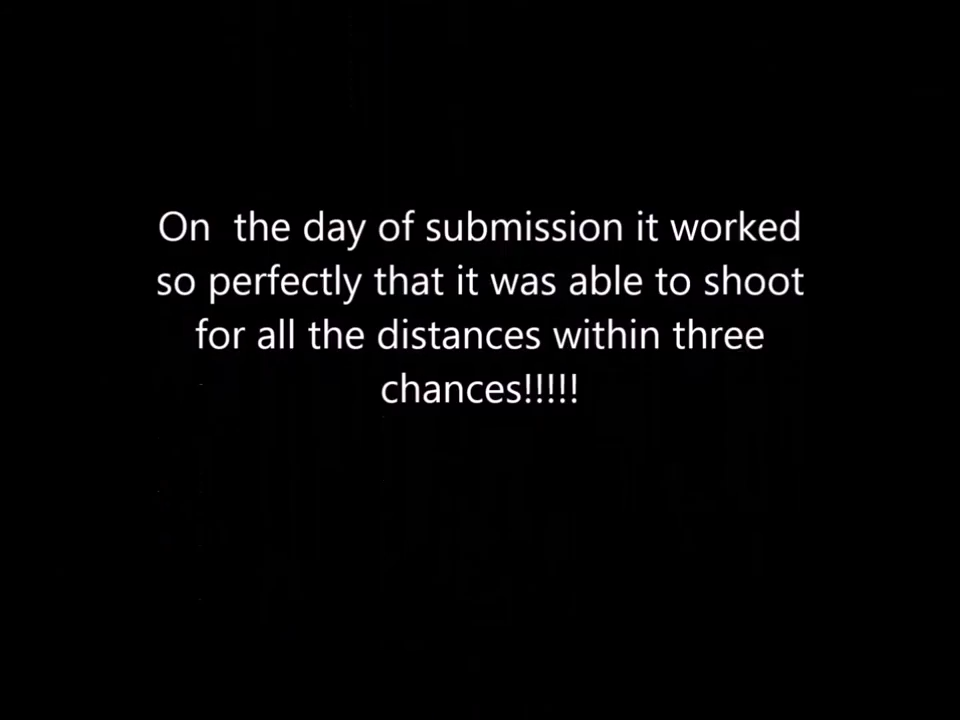 On  the day of submission it worked
so perfectly that it was able to shoot
for all the distances within three
chances!!!!!